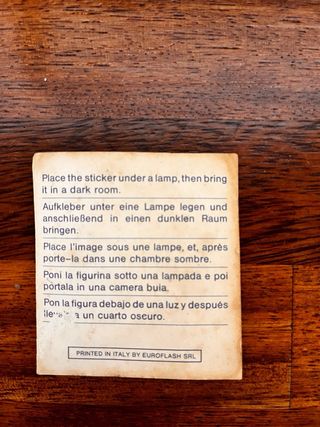 Place the sticker under a lamp, then bring
it in a dark room.
Aufkleber unter eine Lampe legen und
anschließend in einen dunklen Raum
bringen.
Place l'image sous une lampe, et, après
porte-la dans une chambre sombre.
Poni la figurina sotto una lampada e poi
portala in una camera buia.
Pon la figura debajo de una luz y después
a un cuarto oscuro.
PRINTED IN ITALY BY EUROFLASH SRL